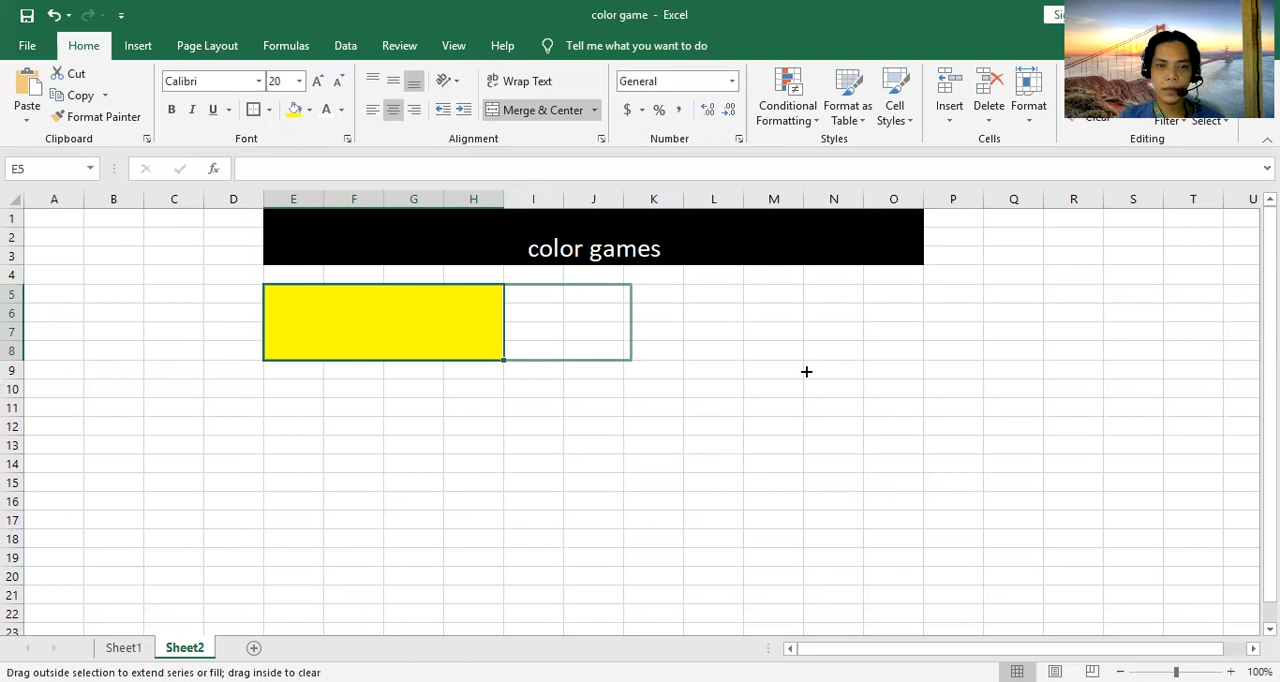 color game - Excel
File Home Insert Page Layout Formulas Data Review View Help Tell me what you want to do
Paste Cut Copy Format Painter
Clipboard
Calibri 20
B I U A
Font
Wrap Text
Merge & Center
Alignment
General
$ % ,
Number
Conditional Formatting Format as Table Cell Styles
Styles
Insert Delete Format
Cells
Clear Filter Select
Editing
E5 fx
A B C D E F G H I J K L M N O P Q R S T U
1
2
3 color games
4
5
6
7
8
9
10
11
12
13
14
15
16
17
18
19
20
21
22
23
Sheet1 Sheet2
Drag outside selection to extend series or fill; drag inside to clear 100%